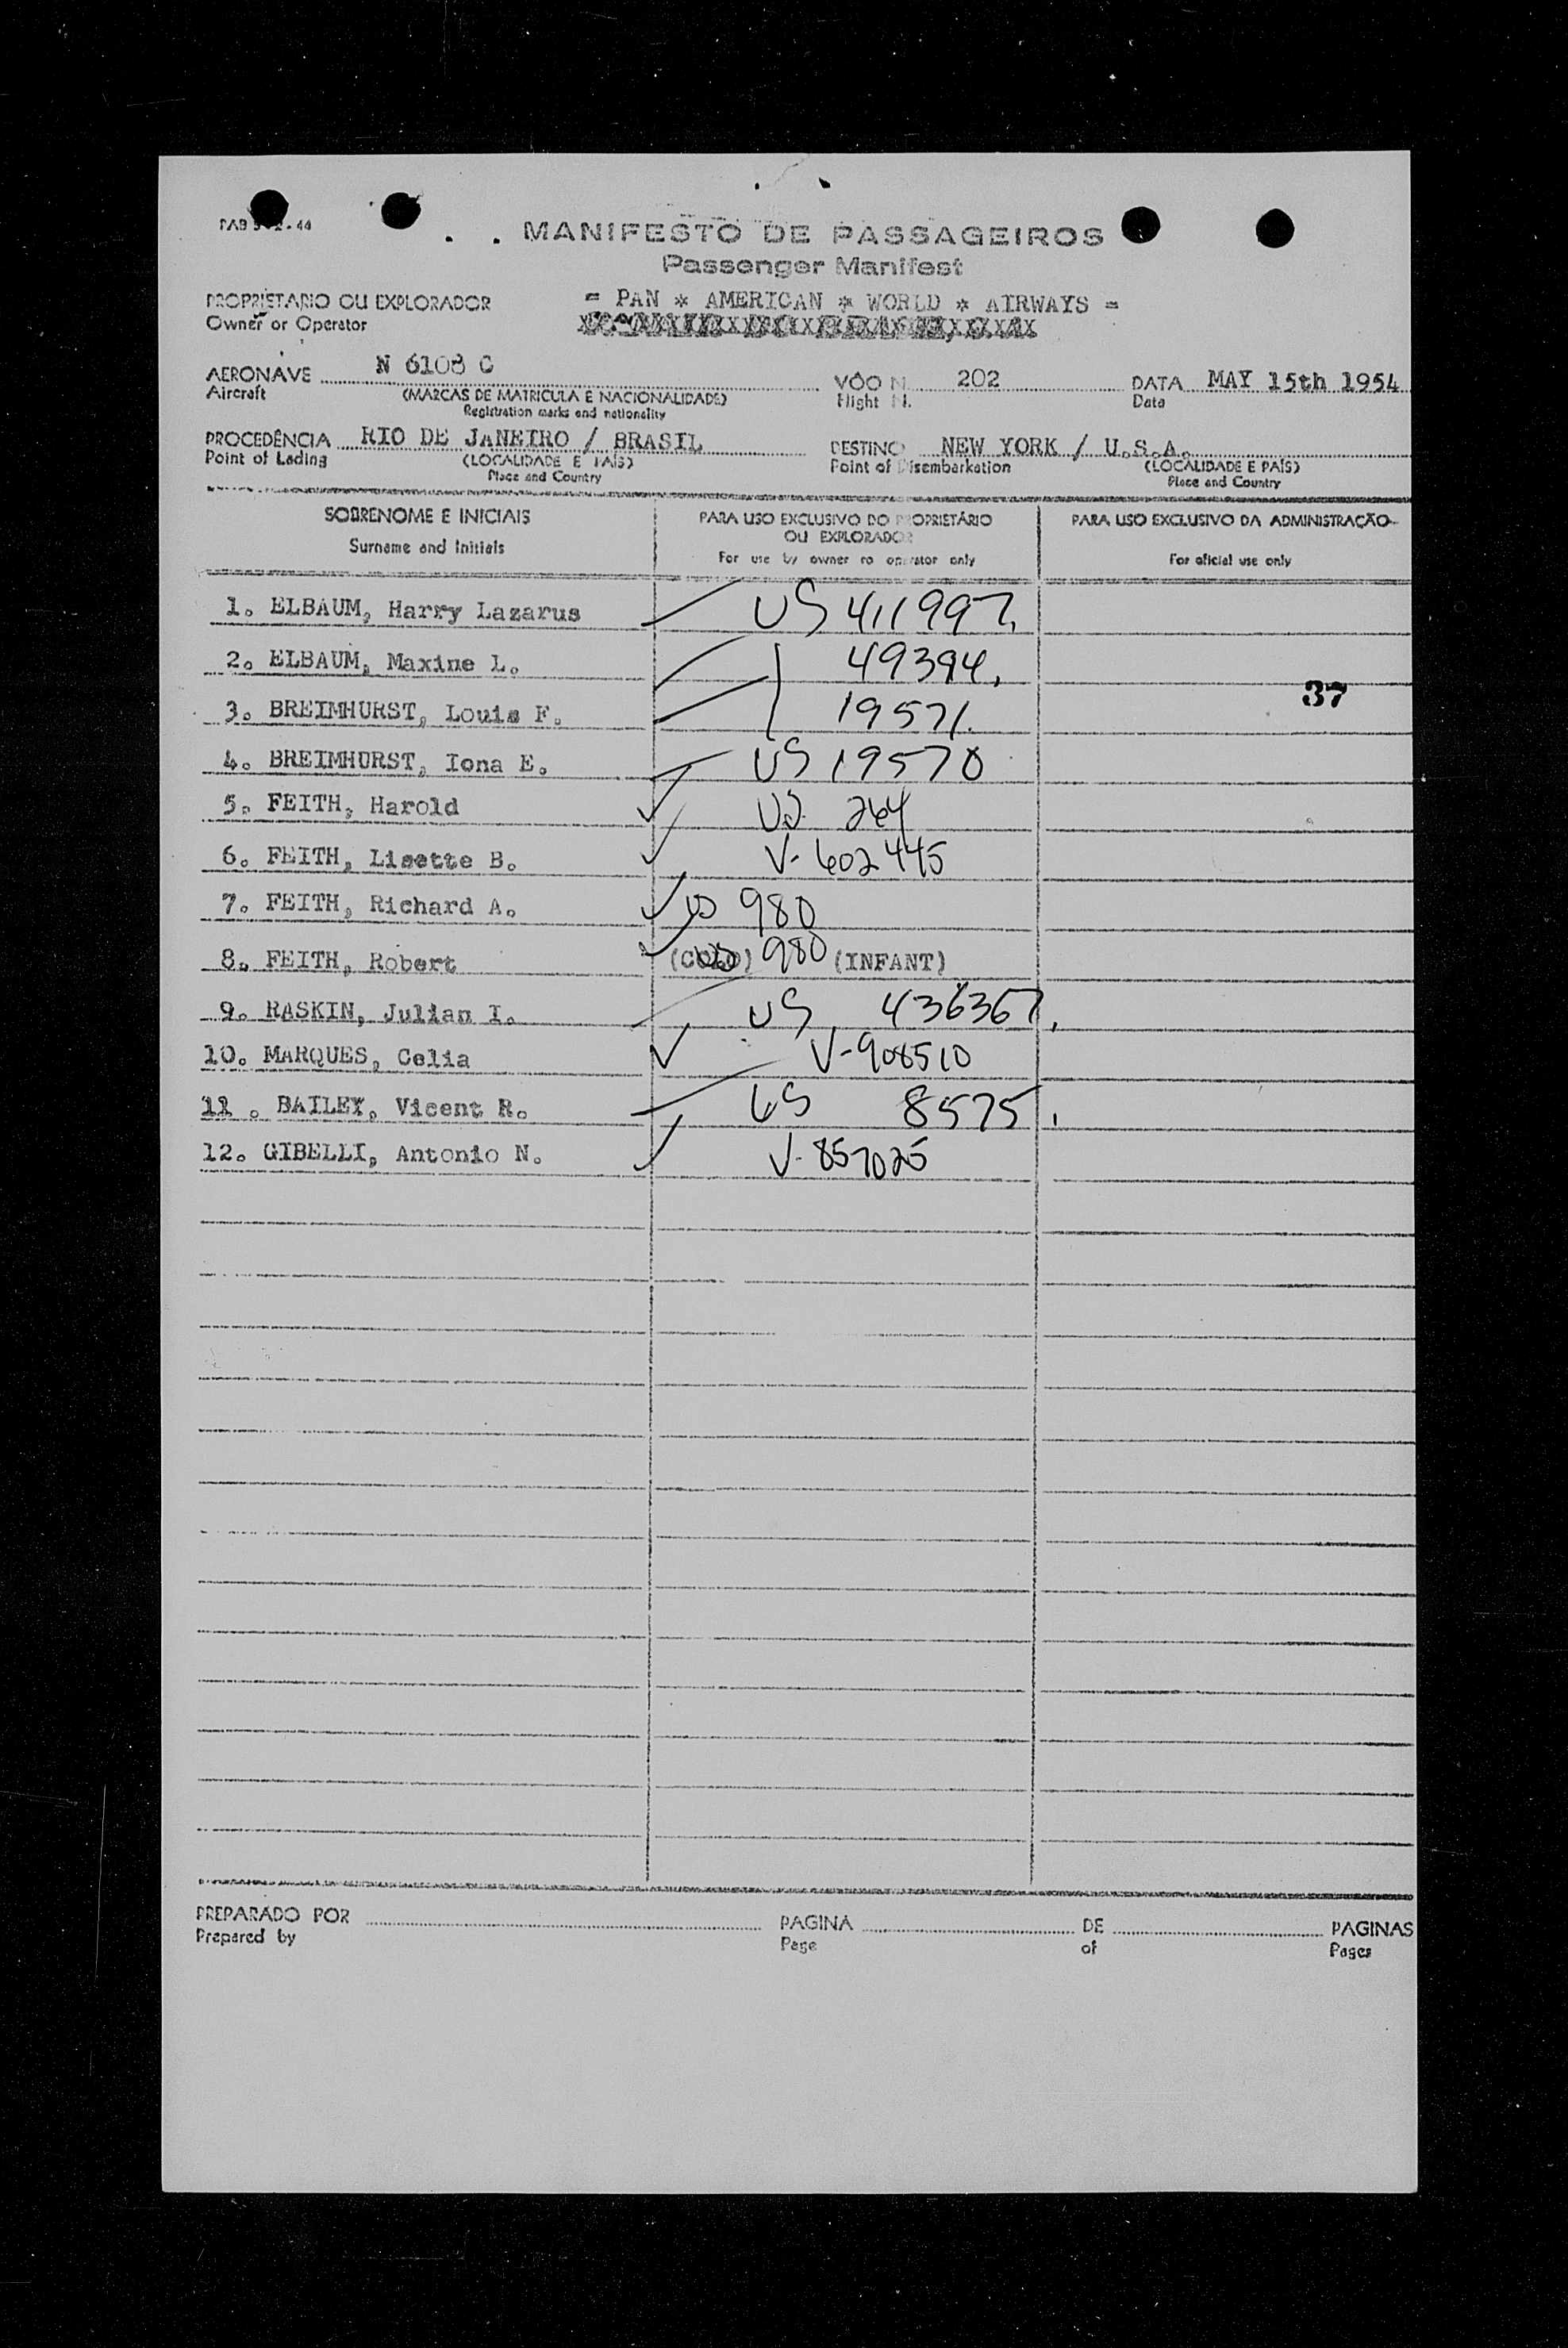 MANIFESTO DE PASSAGEIROS
Passenger Manifest
PROPRIETARIO OU EXPLORADOR = PAN * AMERICAN * WORLD * AIRWAYS =
Owner or Operator
AERONAVE N 6108 C VÔO N. 202 DATA MAY 15th 1954
Aircraft (MARCAS DE MATRICULA E NACIONALIDADE) Flight N. Data
Registration marks and nationality
PROCEDÊNCIA RIO DE JANEIRO / BRASIL DESTINO NEW YORK / U.S.A.
Point of Lading (LOCALIDADE E PAÍS) Point of Disembarkation (LOCALIDADE E PAÍS)
Place and Country Place and Country
SOBRENOME E INICIAIS PARA USO EXCLUSIVO DO PROPRIETÁRIO PARA USO EXCLUSIVO DA ADMINISTRAÇÃO
OU EXPLORADOR
Surname and Initials For use by owner ro operator only For oficial use only
1. ELBAUM, Harry Lazarus US 411997
2. ELBAUM, Maxine L. 49394
37
3. BREIMHURST, Louis F. 19571
4. BREIMHURST, Iona E. US 19570
5. FEITH, Harold US 264
6. FEITH, Lisette B. V-602445
7. FEITH, Richard A. US 980
8. FEITH, Robert 980 (INFANT)
9. RASKIN, Julian I. US 436367
10. MARQUES, Celia V-908510
11 . BAILEY, Vicent R. US 8575
12. GIBELLI, Antonio N. V-857025
PREPARADO POR PAGINA DE PAGINAS
Prepared by Page of Pages